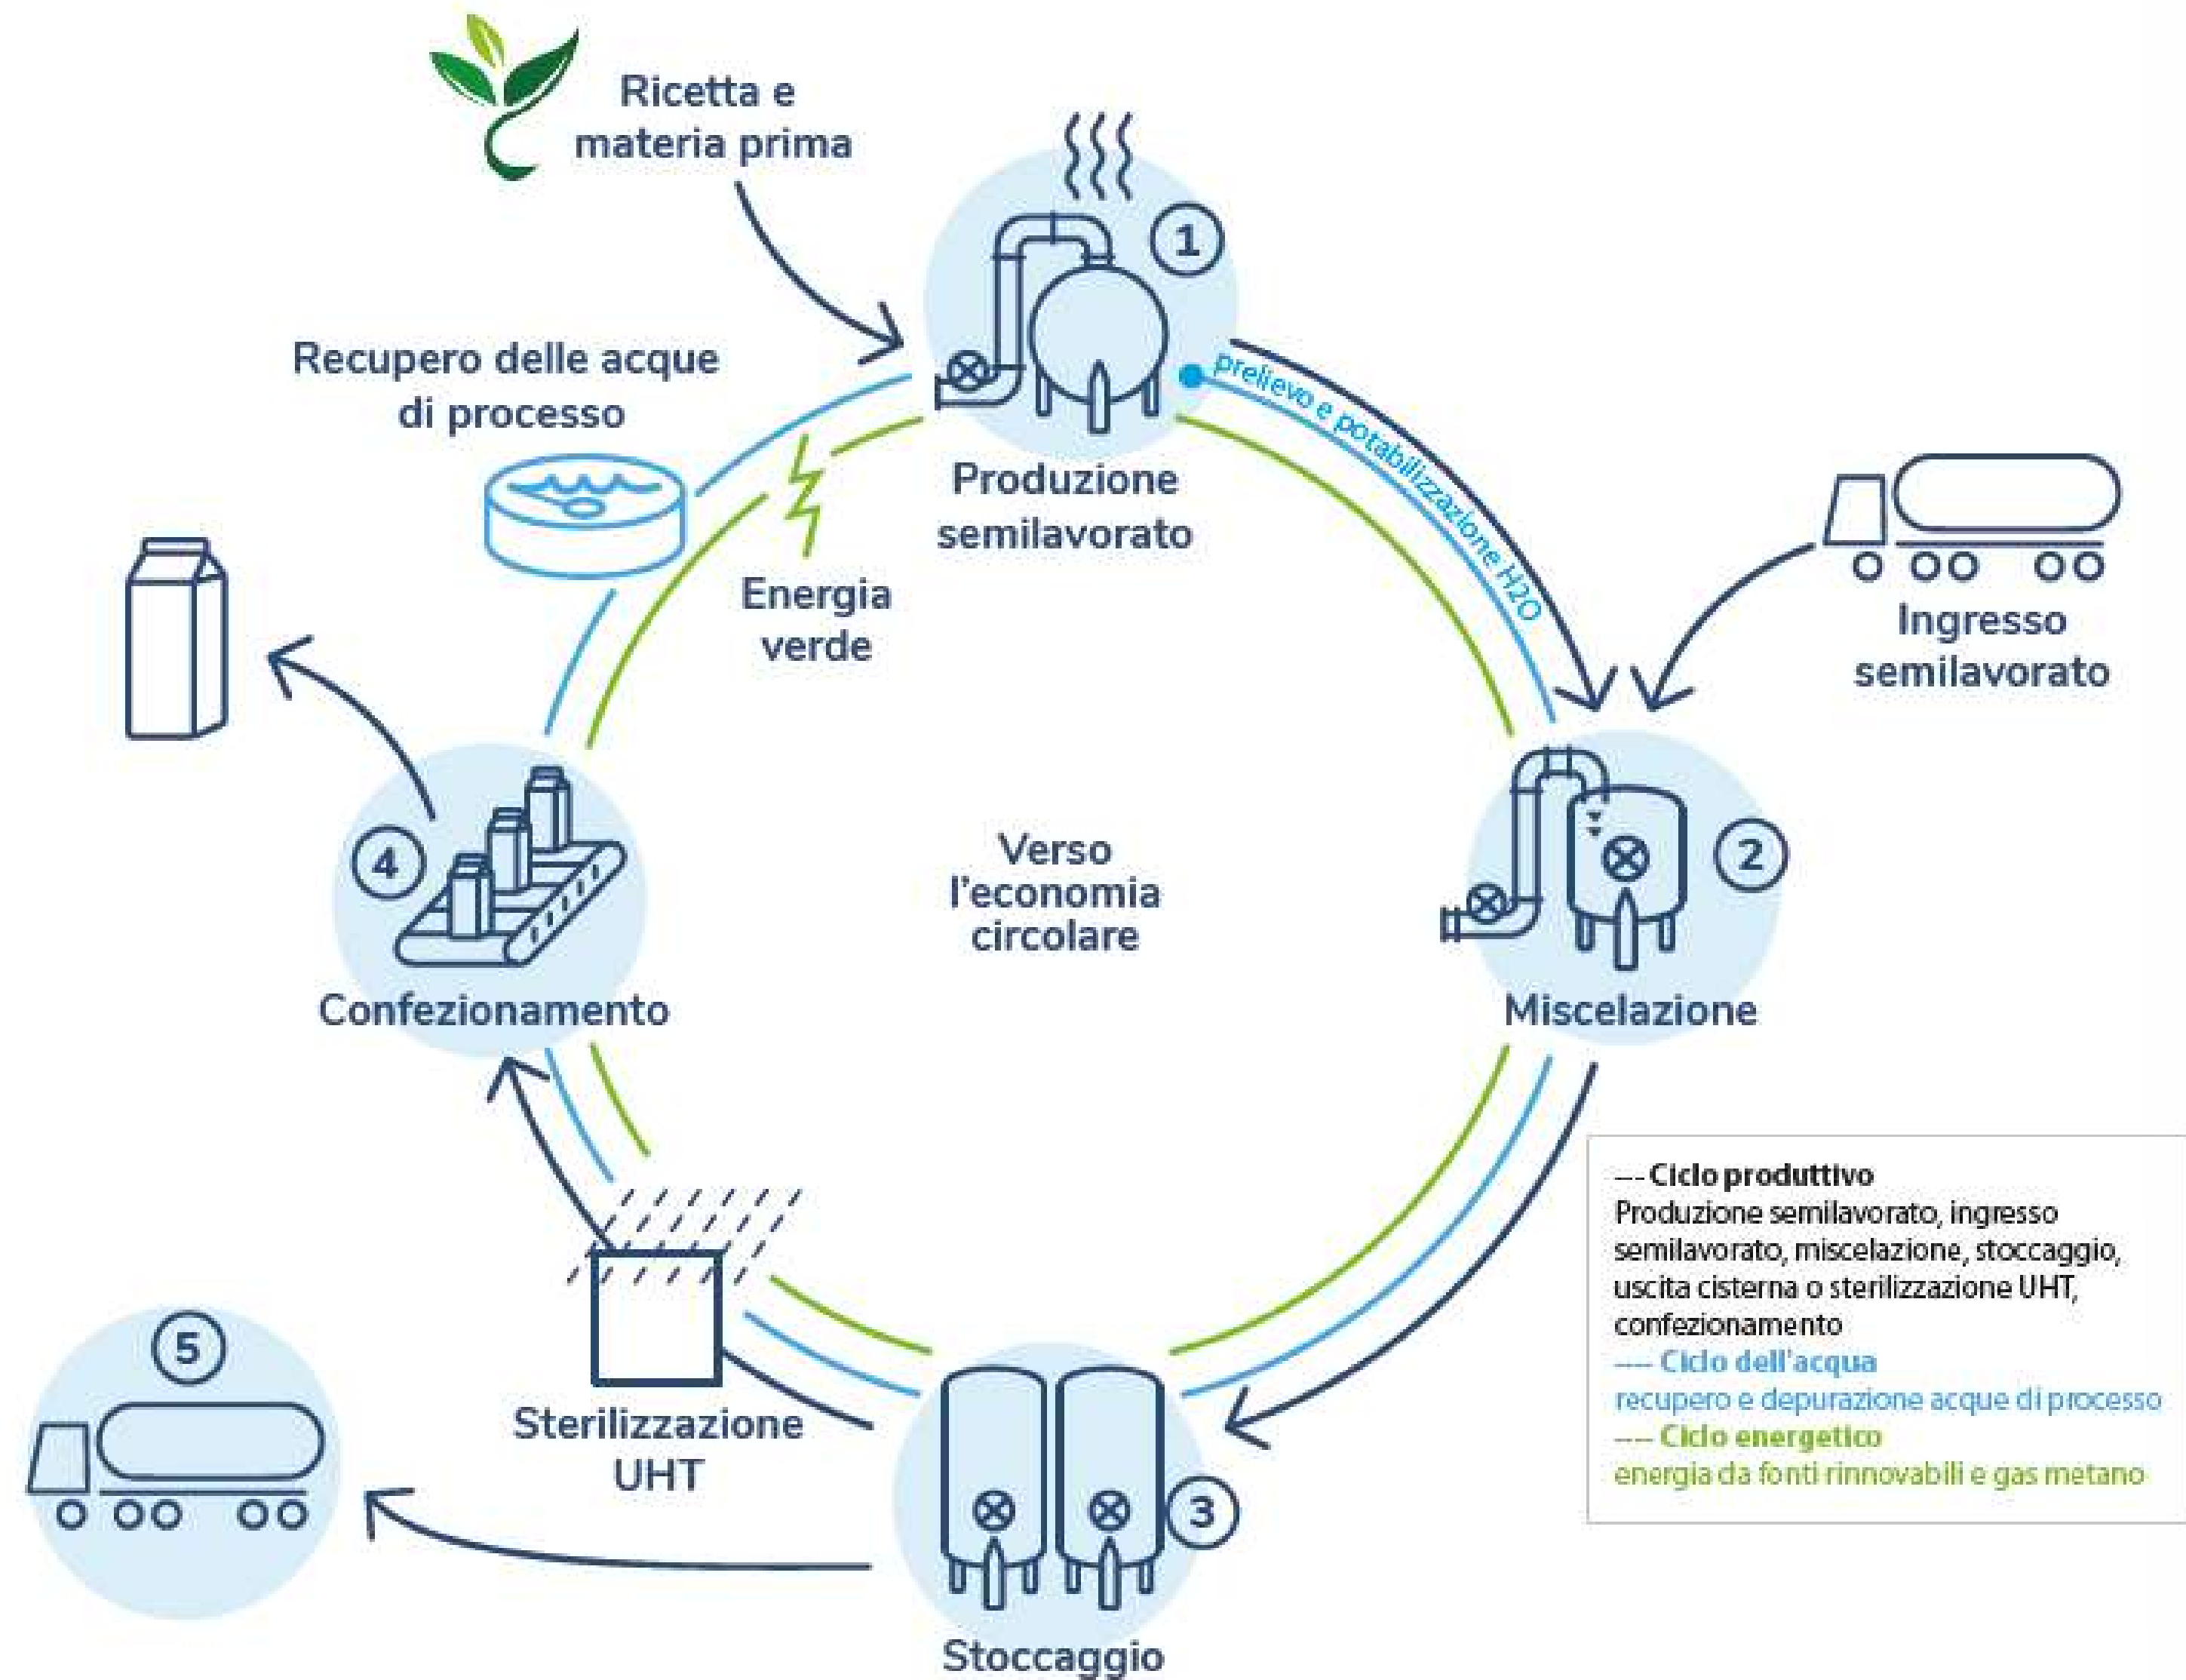 Ricetta e
materia prima
1
Recupero delle acque
di processo
prelievo e potabilizzazione H2O
Produzione
semilavorato
Energia
verde
Ingresso
semilavorato
4
Verso
l'economia
circolare
2
Confezionamento
Miscelazione
--- Ciclo produttivo
Produzione semilavorato, ingresso
semilavorato, miscelazione, stoccaggio,
uscita cisterna o sterilizzazione UHT,
confezionamento
---- Ciclo dell'acqua
recupero e depurazione acque di processo
---- Ciclo energetico
energia da fonti rinnovabili e gas metano
5
Sterilizzazione
UHT
3
Stoccaggio